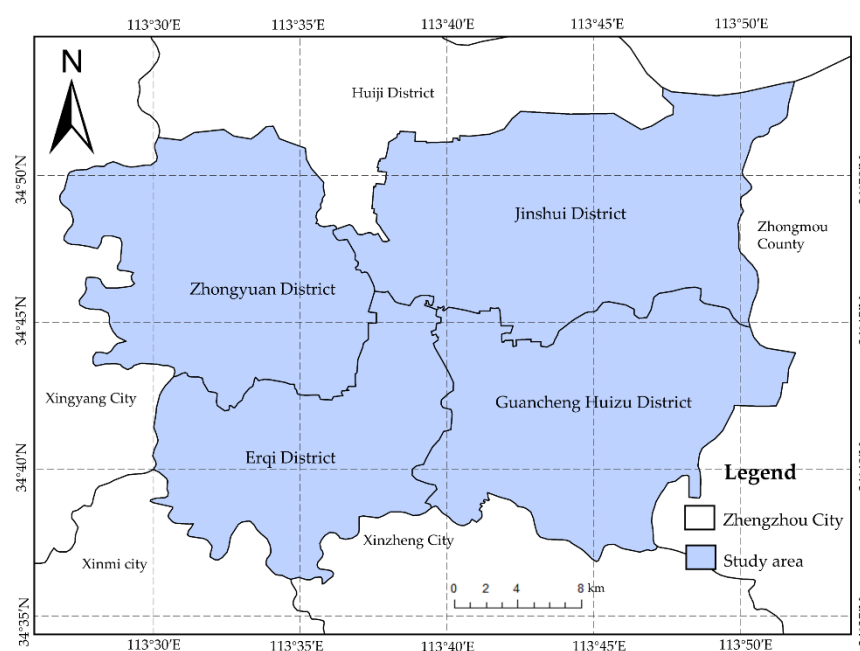 113°30′E 113°35′E 113°40′E 113°45′E 113°50′E
N
Huiji District
34°50′N
Jinshui District
Zhongmou
County
Zhongyuan District
34°45′N
Xingyang City
Guancheng Huizu District
Erqi District
34°40′N
Legend
Zhengzhou City
Xinzheng City
Xinmi city
Study area
0 2 4 8 km
34°35′N
113°30′E 113°35′E 113°40′E 113°45′E 113°50′E